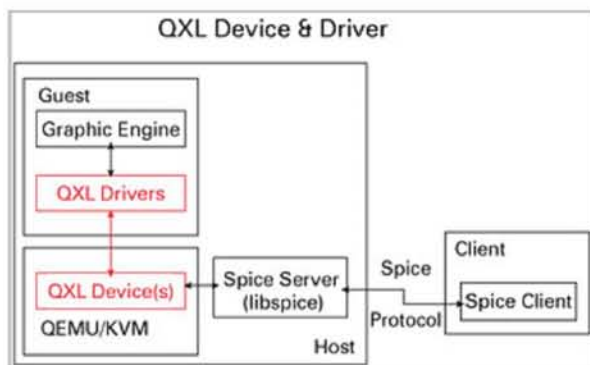 QXL Device & Driver
Guest
Graphic Engine
QXL Drivers
QXL Device(s)
QEMU/KVM
Spice Server
(libspice)
Host
Spice
Protocol
Client
Spice Client